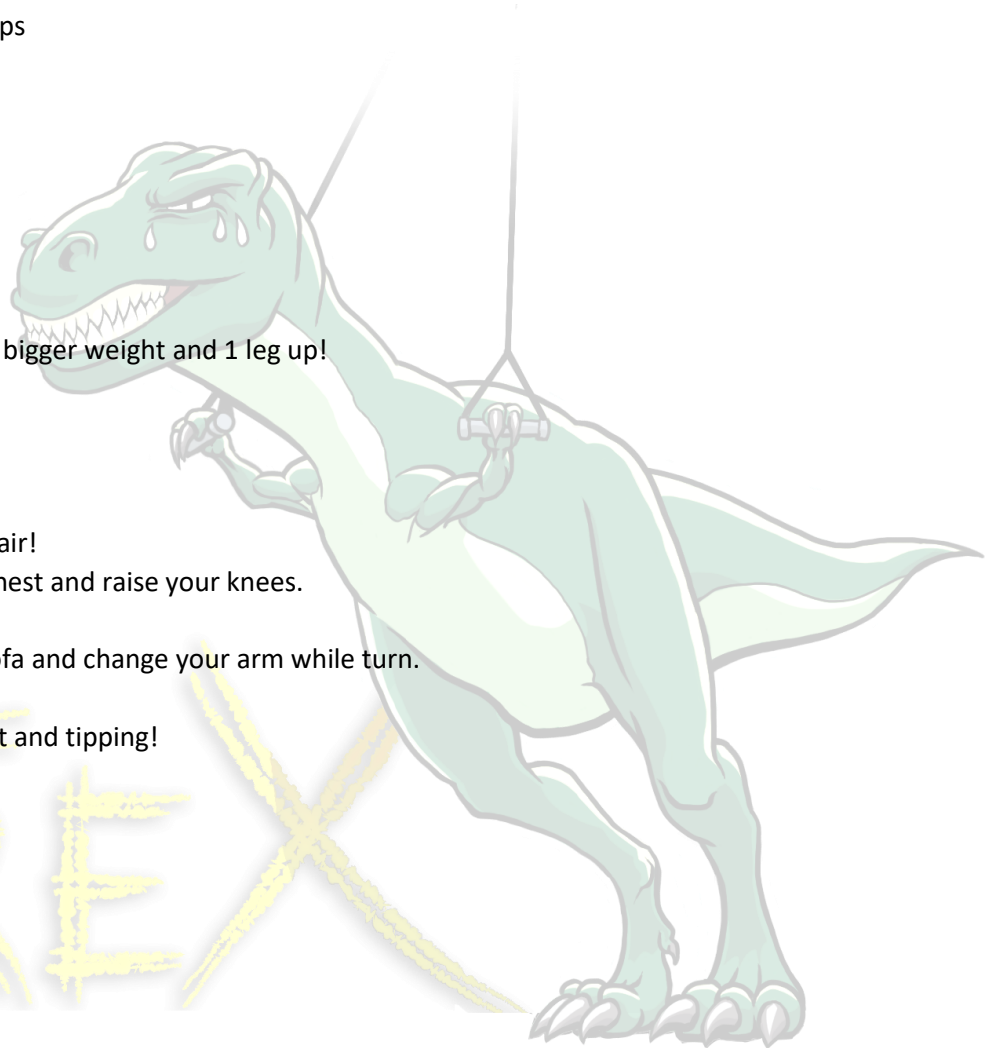 ps
bigger weight and 1 leg up!
air!
nest and raise your knees.
ofa and change your arm while turn.
t and tipping!
REX